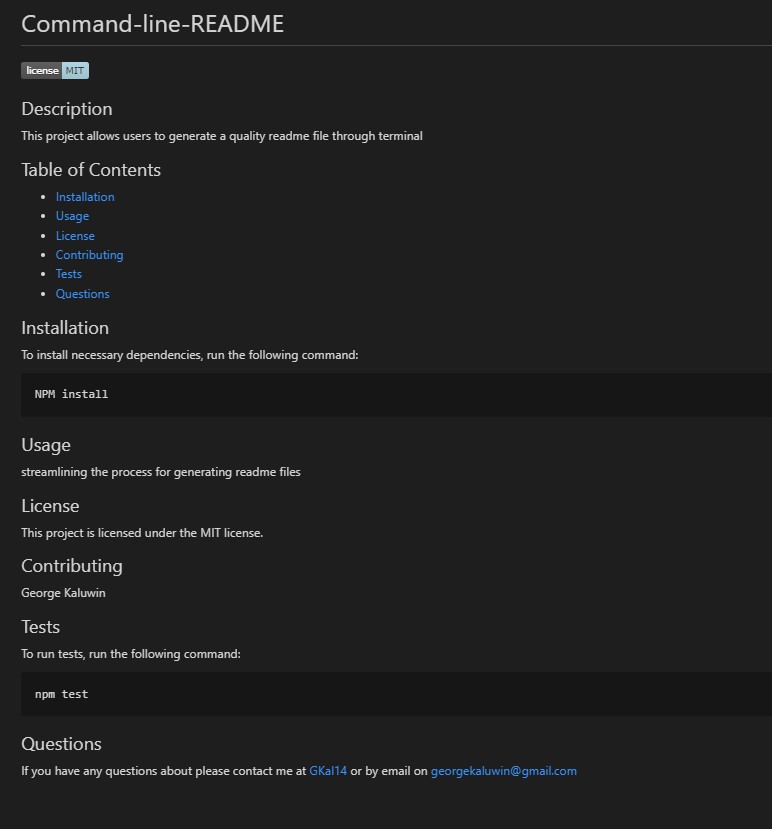 Command-line-README
license MIT
Description
This project allows users to generate a quality readme file through terminal
Table of Contents
Installation
Usage
License
Contributing
Tests
Questions
Installation
To install necessary dependencies, run the following command:
NPM install
Usage
streamlining the process for generating readme files
License
This project is licensed under the MIT license.
Contributing
George Kaluwin
Tests
To run tests, run the following command:
npm test
Questions
If you have any questions about please contact me at GKal14 or by email on georgekaluwin@gmail.com